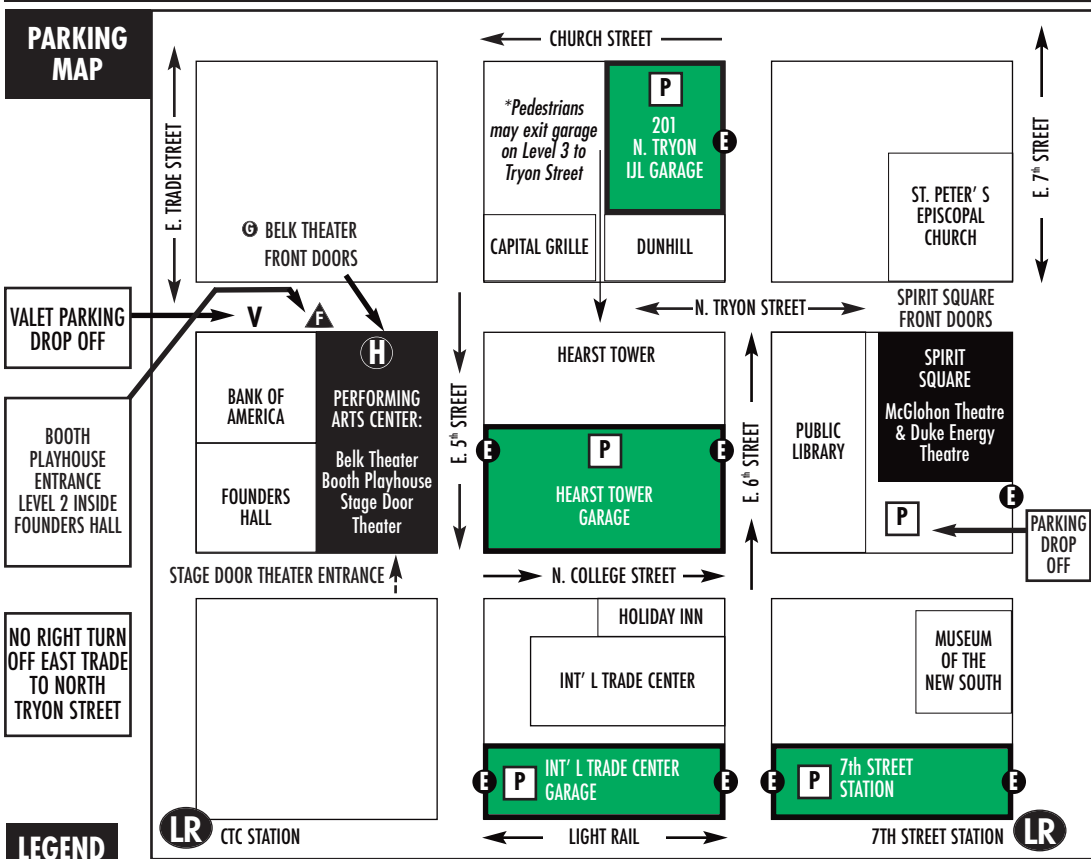 PARKING
MAP
CHURCH STREET
E. TRADE STREET
*Pedestrians
may exit garage
on Level 3 to
Tryon Street
P
201
N. TRYON
IJL GARAGE
E
E. 7th STREET
ST. PETER' S
EPISCOPAL
CHURCH
G BELK THEATER
FRONT DOORS
CAPITAL GRILLE
DUNHILL
VALET PARKING
DROP OFF
V
F
N. TRYON STREET
SPIRIT SQUARE
FRONT DOORS
BANK OF
AMERICA
FOUNDERS
HALL
H
PERFORMING
ARTS CENTER:
Belk Theater
Booth Playhouse
Stage Door
Theater
E. 5th STREET
HEARST TOWER
E
P
HEARST TOWER
GARAGE
E
E. 6th STREET
PUBLIC
LIBRARY
SPIRIT
SQUARE
McGlohon Theatre
& Duke Energy
Theatre
P
E
PARKING
DROP
OFF
BOOTH
PLAYHOUSE
ENTRANCE
LEVEL 2 INSIDE
FOUNDERS HALL
STAGE DOOR THEATER ENTRANCE
N. COLLEGE STREET
NO RIGHT TURN
OFF EAST TRADE
TO NORTH
TRYON STREET
HOLIDAY INN
INT' L TRADE CENTER
MUSEUM
OF THE
NEW SOUTH
E
P
INT' L TRADE CENTER
GARAGE
E
E
P
7th STREET
STATION
E
LR
CTC STATION
LIGHT RAIL
7TH STREET STATION
LR
LEGEND